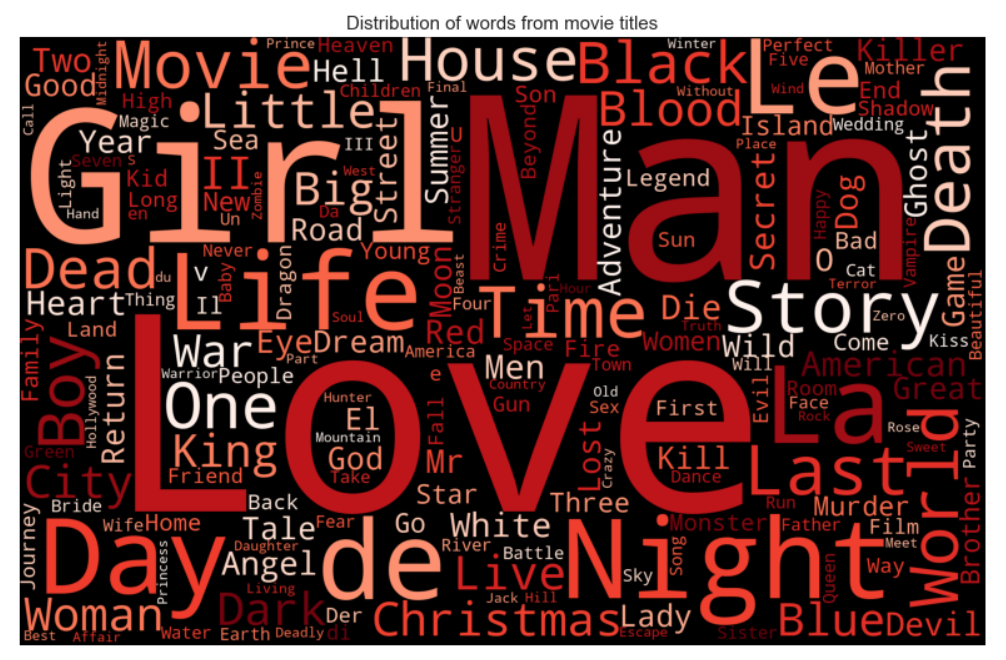 Distribution of words from movie titles
Two
Good
Midnight
Movie
Prince
Heaven
Hell
Children
House
Final
Black
Winter
Without
Le
Perfect
Five
Wind
Killer
Mother
End
Shadow
Call
Girl
High
Magic
Little
Son
Beyond
Blood
Island
Wedding
Place
Death
Year
Seven
s
Sea
III
Street
Summer
Stranger
u
Man
Ghost
Light
Hand
Kid
Long
en
II
New
Un
Zombie
Big
West
Da
Road
Adventure
Legend
Secret
Happy
Dog
Vampire
Sun
O
Bad
Cat
Terror
Game
Beautiful
Dead
du
v
Never
Baby
Life
Dragon
Young
Moon
Beast
Crime
Heart
Thing
II
Soul
Four
Time
Pari
Hour
Let
Die
Truth
Story
Zero
Kiss
Family
Land
Boy
Return
Hollywood
War
Warrior
People
Eye
Part
Dream
America
Red
e
Space
Men
Fire
Town
Women
Wild
Will
Come
American
Love
One
Hunter
El
Mountain
King
God
Take
Friend
Fall
Mr
Country
Gun
Old
Sex
Lost
Crazy
First
Kill
Dance
Evil
La
Room
Face
Rock
Great
Rose
Sweet
Green
City
Bride
Back
Star
Three
Last
Run
Murder
World
Party
Brother
Journey
Day
Wife
Home
Princess
Tale
Fear
Daughter
Angel
Living
de
Go
White
River
Battle
Live
Jack
Hill
Night
Sky
Song
Monster
Father
Queen
Film
Meet
Way
Woman
Best
Affair
Water
Dark
Earth
Deadly
di
Der
Christmas
Escape
Lady
Sister
Blue
Devil